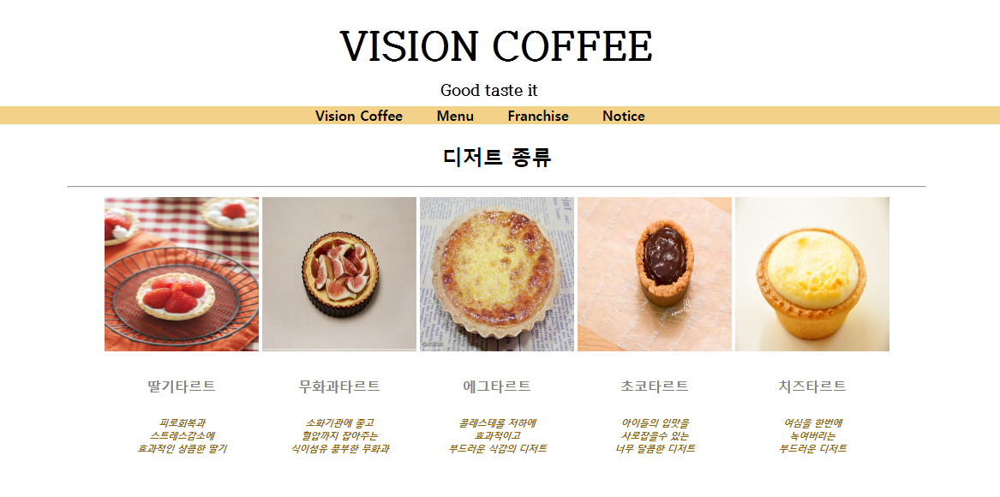 VISION COFFEE
Good taste it
Vision Coffee Menu Franchise Notice
디저트 종류
딸기타르트 무화과타르트 에그타르트 초코타르트 치즈타르트
피로회복과 소화기관에 좋고 콜레스테롤 저하에 아이들의 입맛을 여심을 한번에
스트레스감소에 혈압까지 잡아주는 효과적이고 사로잡을수 있는 녹여버리는
효과적인 상큼한 딸기 식이섬유 풍부한 무화과 부드러운 식감의 디저트 너무 달콤한 디저트 부드러운 디저트